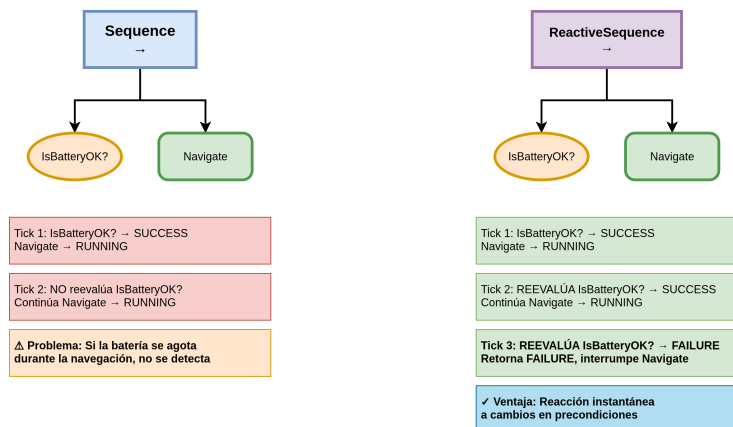 Sequence
→
IsBatteryOK?
Navigate
Tick 1: IsBatteryOK? → SUCCESS
Navigate → RUNNING
Tick 2: NO reevalúa IsBatteryOK?
Continúa Navigate → RUNNING
⚠ Problema: Si la batería se agota
durante la navegación, no se detecta
ReactiveSequence
→
IsBatteryOK?
Navigate
Tick 1: IsBatteryOK? → SUCCESS
Navigate → RUNNING
Tick 2: REEVALÚA IsBatteryOK? → SUCCESS
Continúa Navigate → RUNNING
Tick 3: REEVALÚA IsBatteryOK? → FAILURE
Retorna FAILURE, interrumpe Navigate
✓ Ventaja: Reacción instantánea
a cambios en precondiciones